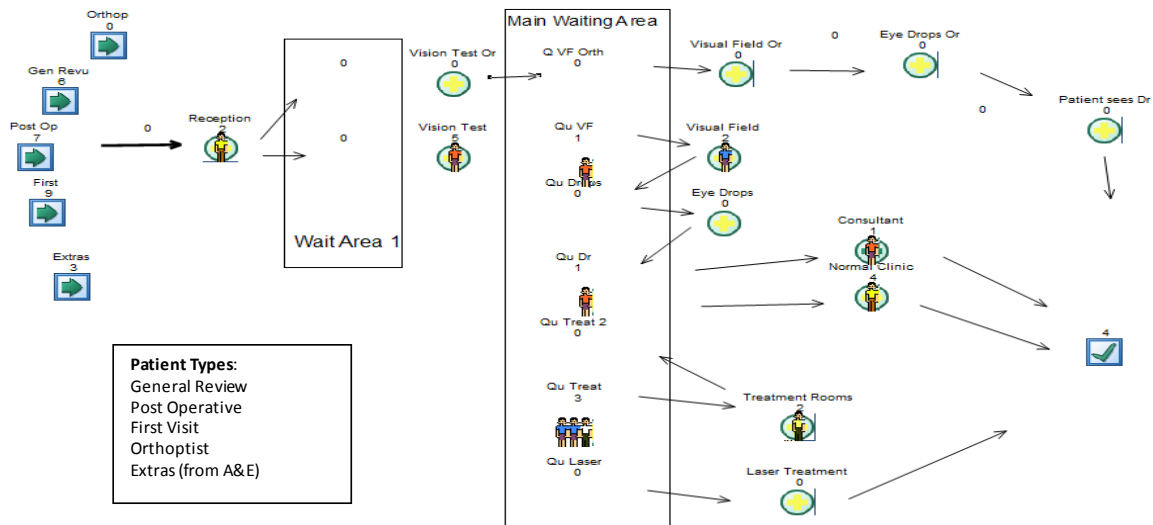 Orthop
0
Gen Revu
6
Post Op
7
First
9
Extras
3
0
Reception
2
0
0
Wait Area 1
Vision Test Or
0
Vision Test
5
Main Waiting Area
Q VF Orth
0
Qu VF
1
Qu Drops
0
Qu Dr
1
Qu Treat 2
0
Qu Treat
3
Qu Laser
0
Visual Field Or
0
Visual Field
2
Eye Drops
0
0
Eye Drops Or
0
0
Patient sees Dr
0
Consultant
1
Normal Clinic
4
4
Treatment Rooms
2
Laser Treatment
0
Patient Types:
General Review
Post Operative
First Visit
Orthoptist
Extras (from A&E)